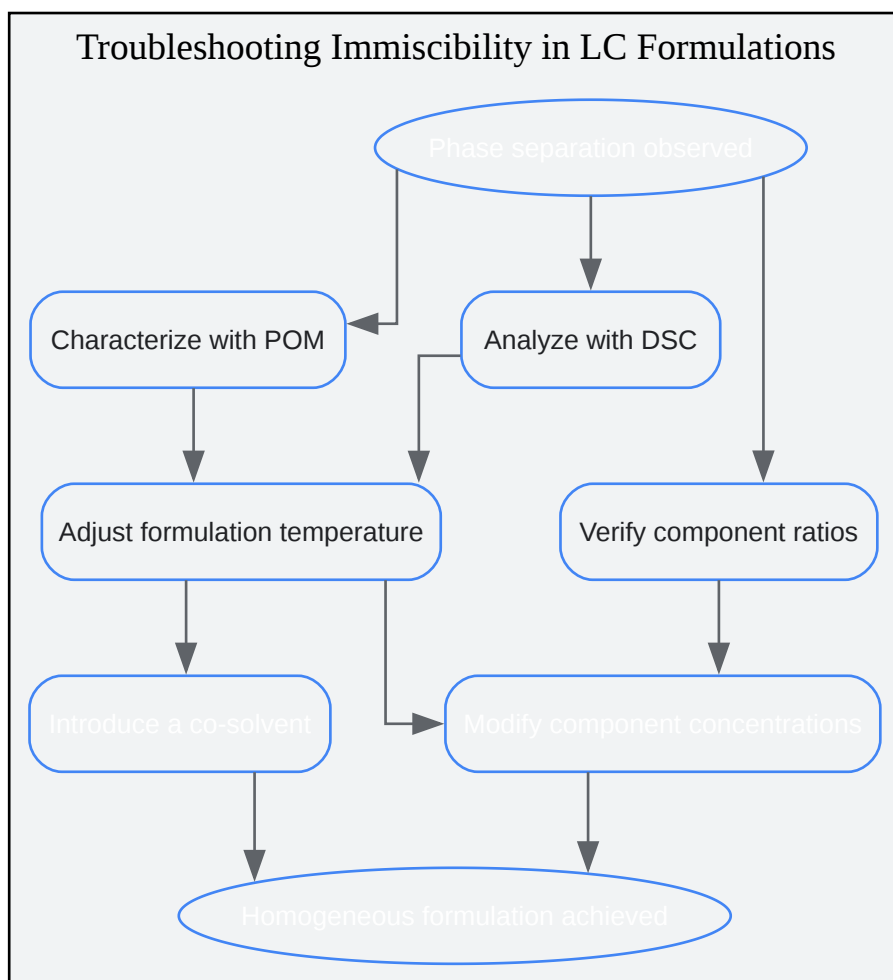 Troubleshooting Immiscibility in LC Formulations
Phase separation observed
Characterize with POM
Analyze with DSC
Adjust formulation temperature
Verify component ratios
Introduce a co-solvent
Modify component concentrations
Homogeneous formulation achieved